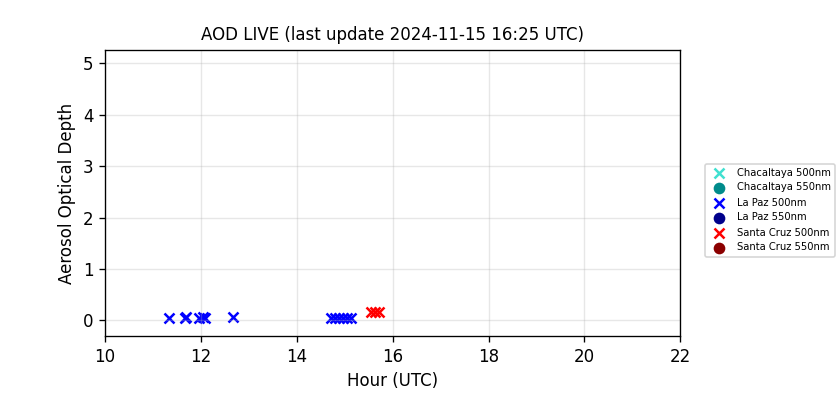 AOD LIVE (last update 2024-11-15 16:25 UTC)
Aerosol Optical Depth
5
4
3
2
1
0
10 12 14 16 18 20 22
Hour (UTC)
Chacaltaya 500nm
Chacaltaya 550nm
La Paz 500nm
La Paz 550nm
Santa Cruz 500nm
Santa Cruz 550nm